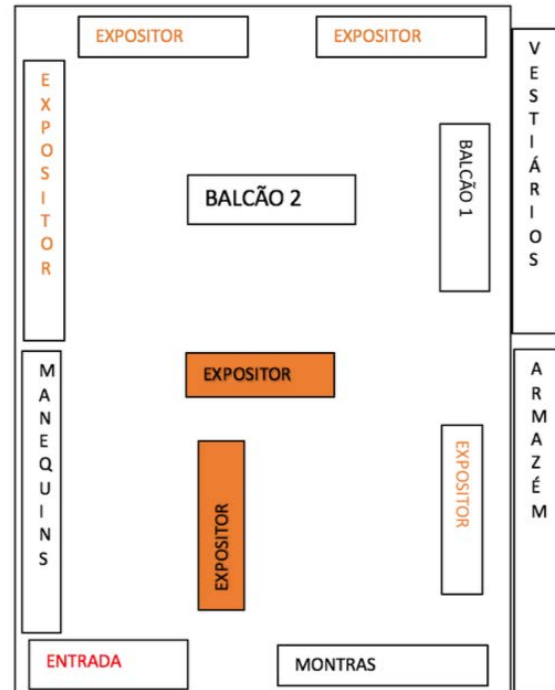 EXPOSITOR
EXPOSITOR
EXPOSITOR
VESTIÁRIOS
BALCÃO 1
BALCÃO 2
EXPOSITOR
MANEQUINS
ARMAZÉM
EXPOSITOR
EXPOSITOR
ENTRADA
MONTRAS